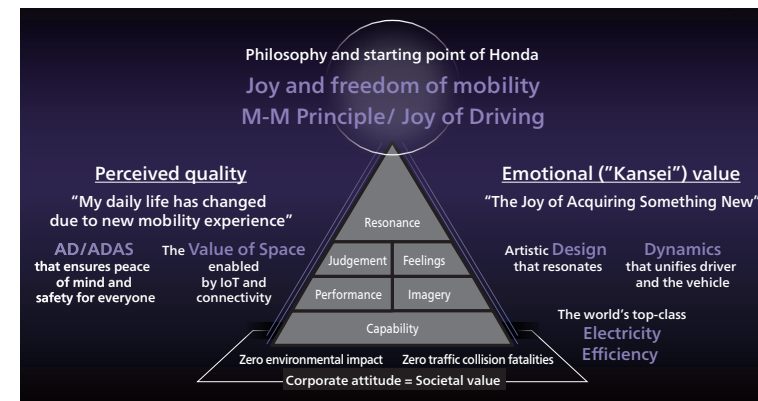 Philosophy and starting point of Honda
Joy and freedom of mobility
M-M Principle/ Joy of Driving
Perceived quality
“My daily life has changed
due to new mobility experience”
AD/ADAS
that ensures peace
of mind and
safety for everyone
The Value of Space
enabled
by IoT and
connectivity
Resonance
Judgement
Feelings
Performance
Imagery
Capability
Emotional (”Kansei”) value
“The Joy of Acquiring Something New”
Artistic Design
that resonates
Dynamics
that unifies driver
and the vehicle
The world’s top-class
Electricity
Efficiency
Zero environmental impact
Zero traffic collision fatalities
Corporate attitude = Societal value